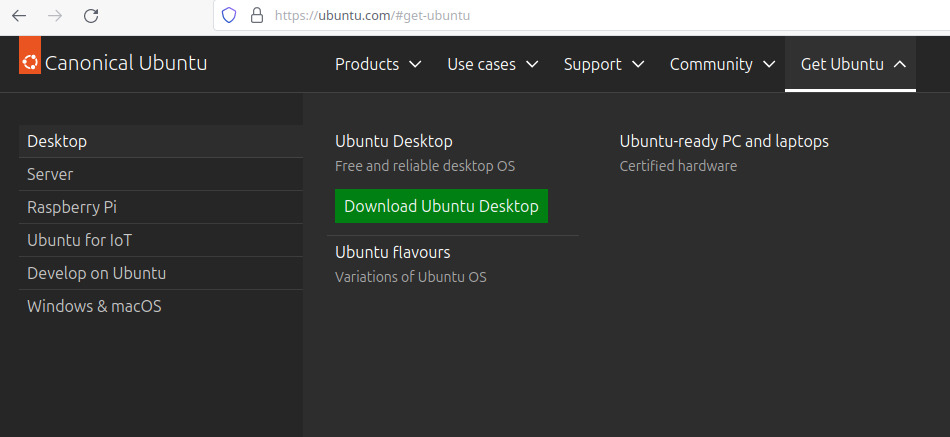 https://ubuntu.com/#get-ubuntu
Canonical Ubuntu
Products
Use cases
Support
Community
Get Ubuntu
Desktop
Server
Raspberry Pi
Ubuntu for IoT
Develop on Ubuntu
Windows & macOS
Ubuntu Desktop
Free and reliable desktop OS
Download Ubuntu Desktop
Ubuntu flavours
Variations of Ubuntu OS
Ubuntu-ready PC and laptops
Certified hardware